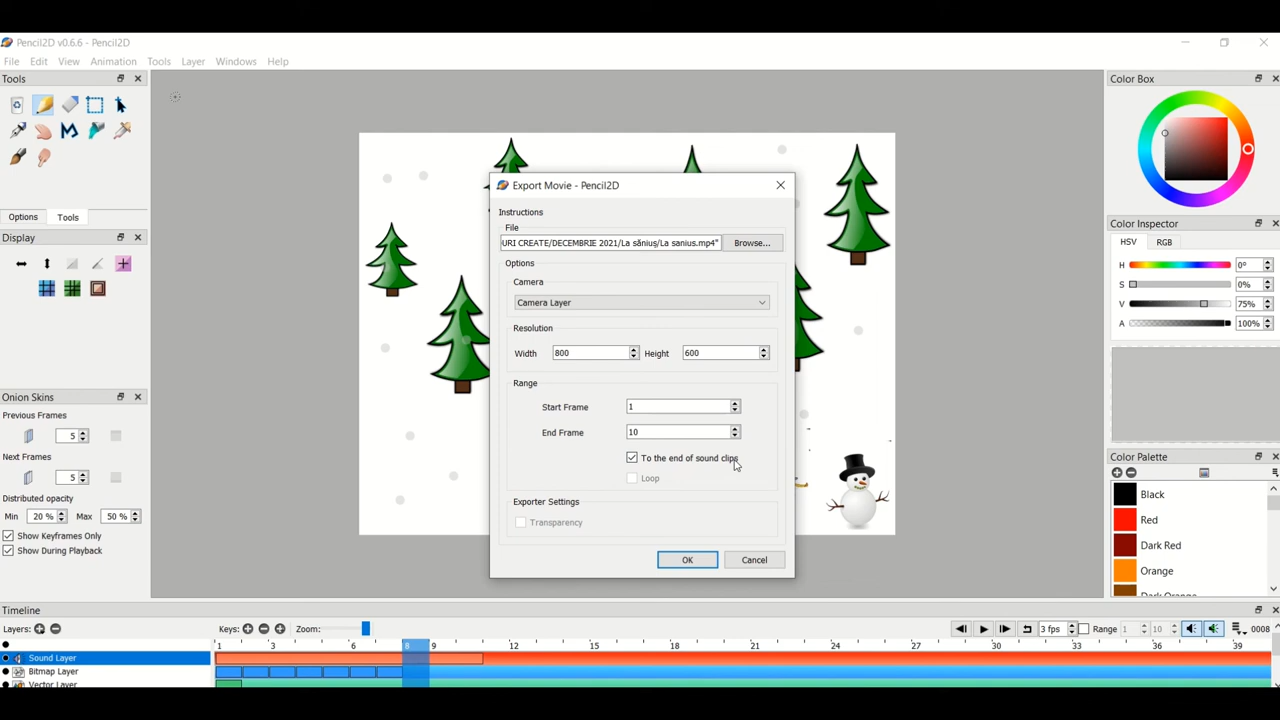 Pencil2D v0.6.6 - Pencil2D
File Edit View Animation Tools Layer Windows Help
Tools
Options Tools
Display
Onion Skins
Previous Frames
5
Next Frames
5
Distributed opacity
Min 20 % Max 50 %
Show Keyframes Only
Show During Playback
Export Movie - Pencil2D
Instructions
File
URI CREATE/DECEMBRIE 2021/La săniuș/La sanius.mp4" Browse...
Options
Camera
Camera Layer
Resolution
Width 800 Height 600
Range
Start Frame 1
End Frame 10
To the end of sound clips
Loop
Exporter Settings
Transparency
OK Cancel
Color Box
Color Inspector
HSV RGB
H 0°
S 0%
V 75%
A 100%
Color Palette
Black
Red
Dark Red
Orange
Dark Orange
Timeline
Layers: Keys: Zoom: 3 fps Range 1 10 0008
1 3 6 8 9 12 15 18 21 24 27 30 33 36 39
Sound Layer
Bitmap Layer
Vector Layer